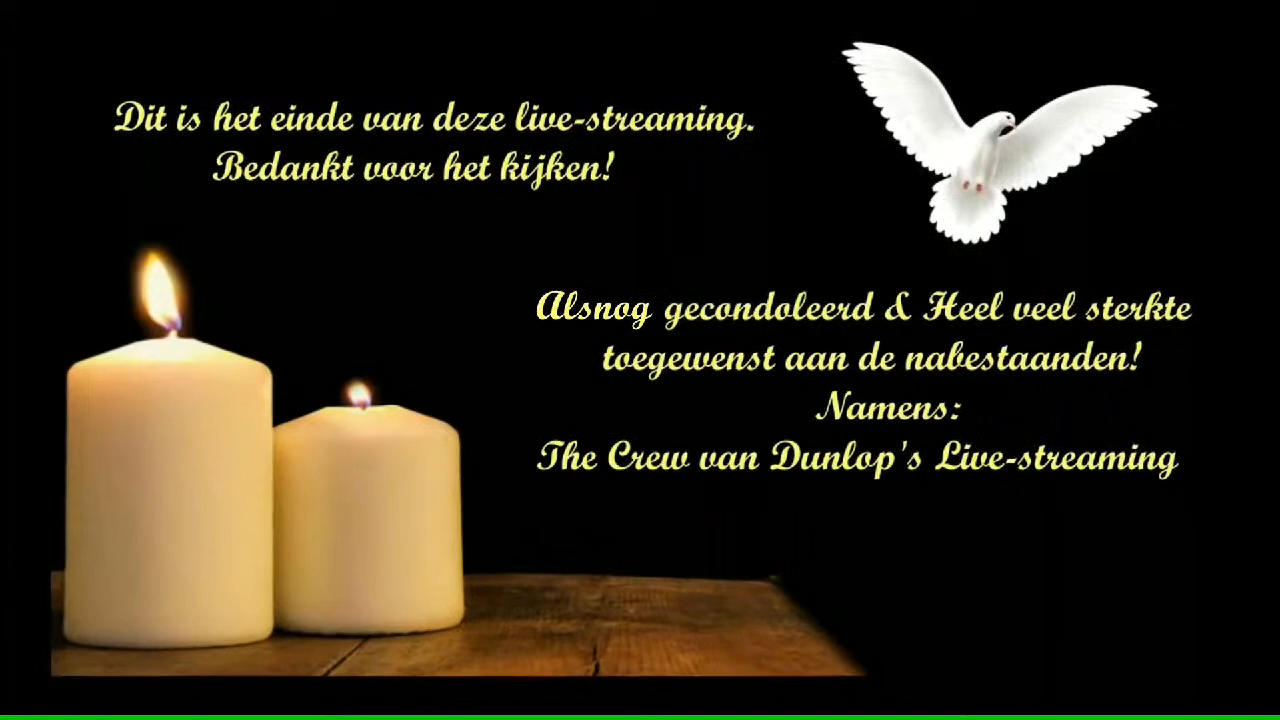 Dit is het einde van deze live-streaming.
Bedankt voor het kijken!
Alsnog gecondoleerd & Heel veel sterkte
toegewenst aan de nabestaanden!
Namens:
The Crew van Dunlop's Live-streaming